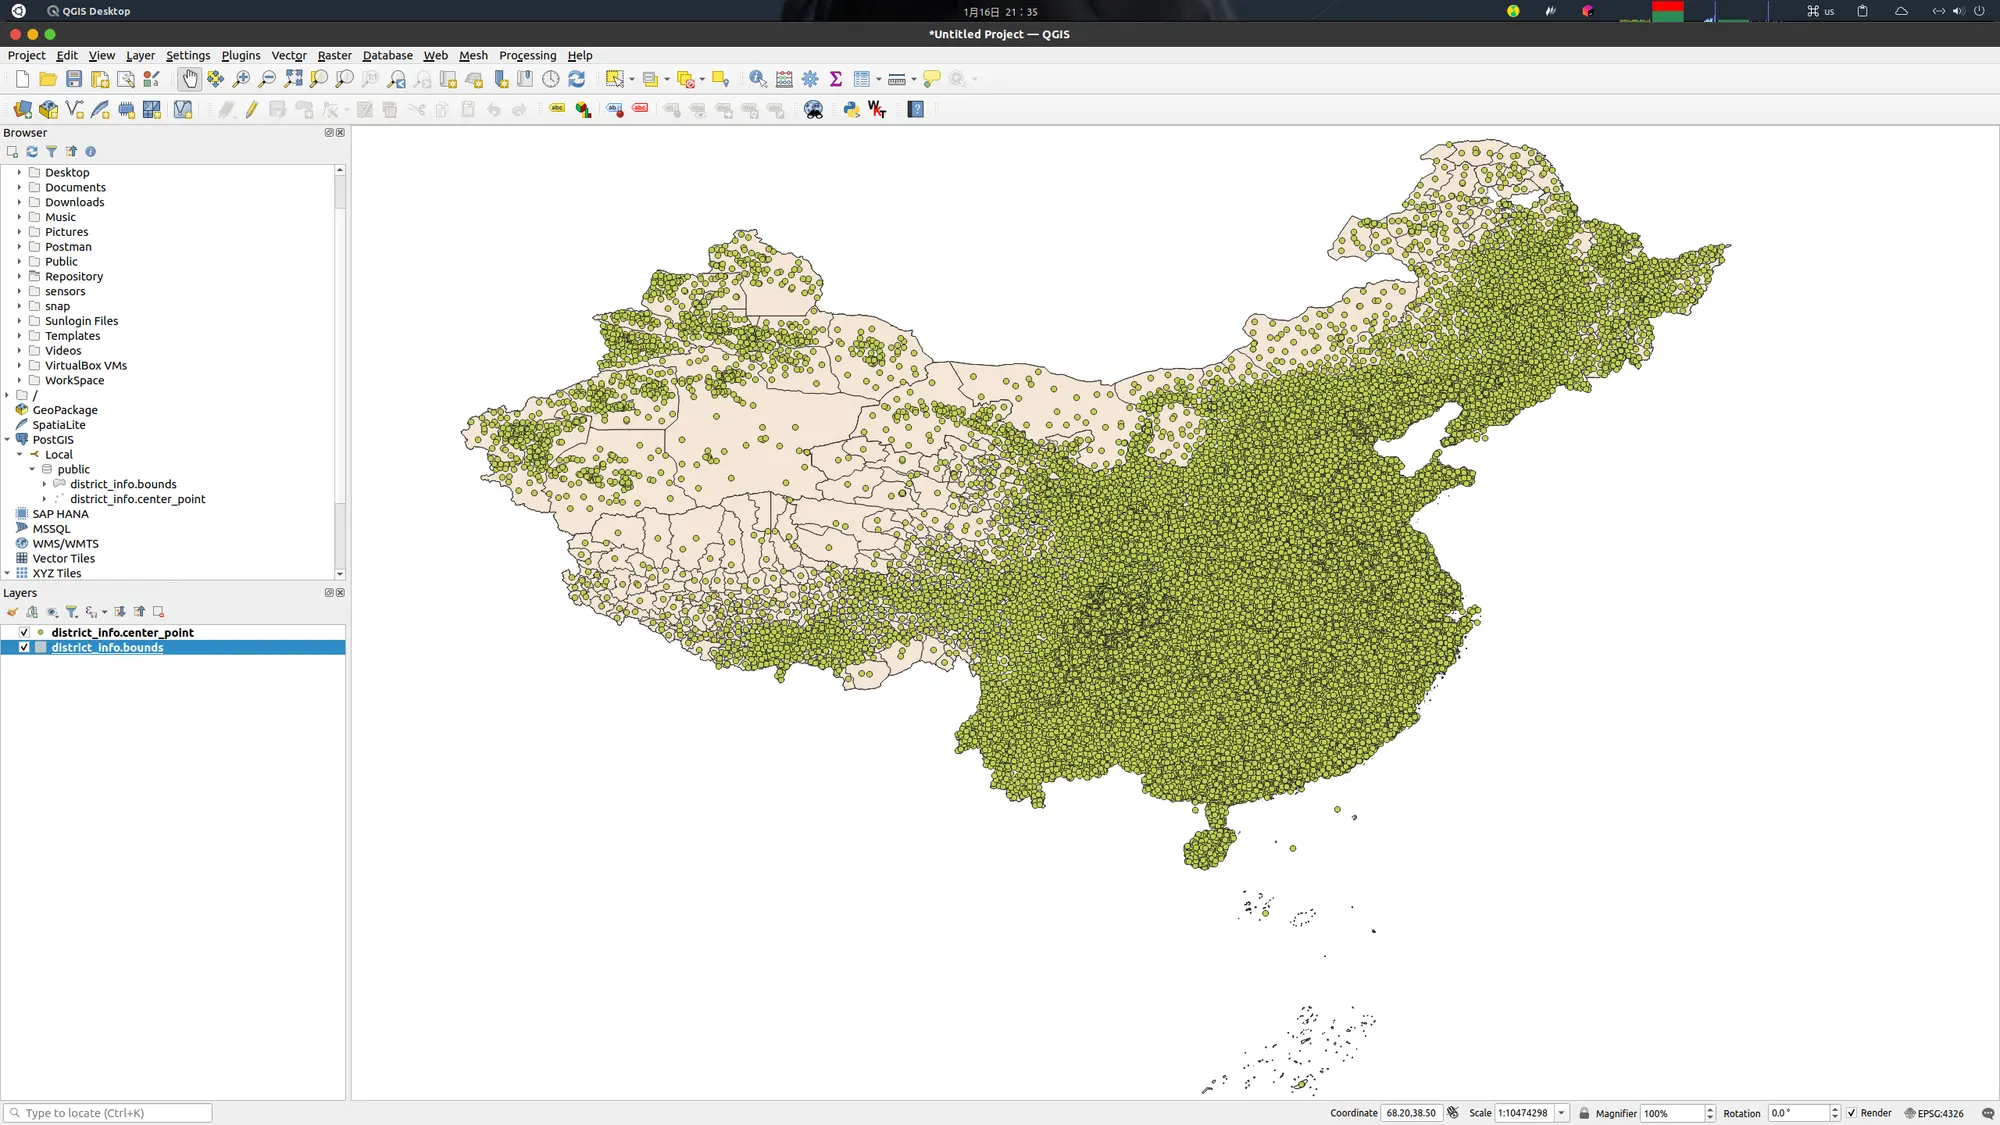 QGIS Desktop
1月16日 21：35
us
*Untitled Project — QGIS
Project Edit View Layer Settings Plugins Vector Raster Database Web Mesh Processing Help
Browser
Desktop
Documents
Downloads
Music
Pictures
Postman
Public
Repository
sensors
snap
Sunlogin Files
Templates
Videos
VirtualBox VMs
WorkSpace
/
GeoPackage
SpatiaLite
PostGIS
Local
public
district_info.bounds
district_info.center_point
SAP HANA
MSSQL
WMS/WMTS
Vector Tiles
XYZ Tiles
Layers
district_info.center_point
district_info.bounds
Type to locate (Ctrl+K)
Coordinate 68.20,38.50 Scale 1:10474298 Magnifier 100% Rotation 0.0° Render EPSG:4326